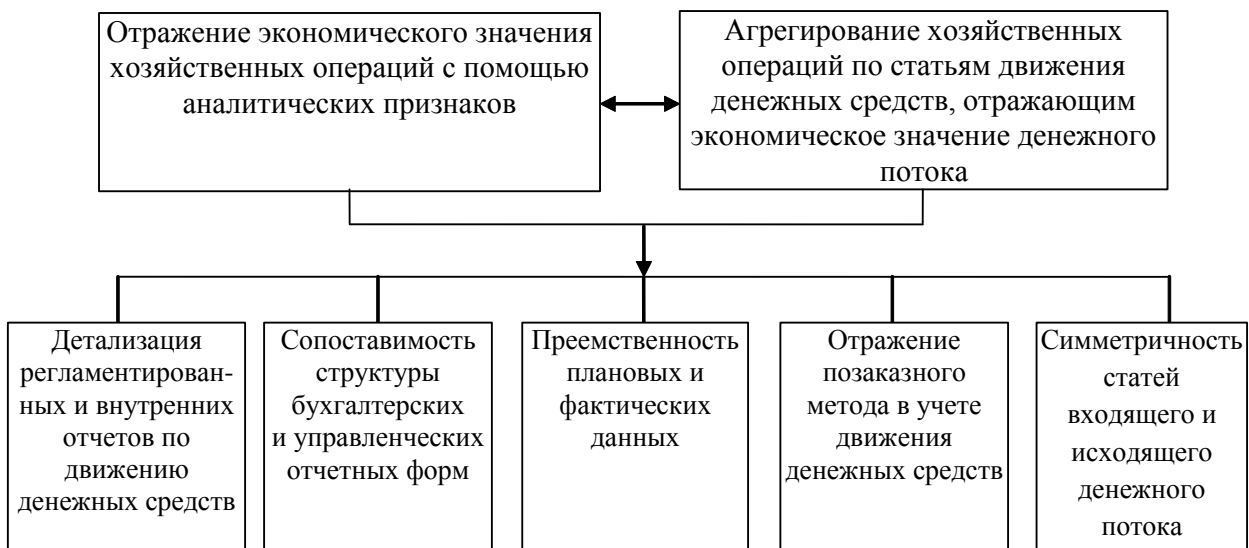 Отражение экономического значения
хозяйственных операций с помощью
аналитических признаков
Агрегирование хозяйственных
операций по статьям движения
денежных средств, отражающим
экономическое значение денежного
потока
Детализация
регламентирован-
ных и внутренних
отчетов по
движению
денежных средств
Сопоставимость
структуры
бухгалтерских
и управленческих
отчетных форм
Преемственность
плановых и
фактических
данных
Отражение
позаказного
метода в учете
движения
денежных средств
Симметричность
статей
входящего и
исходящего
денежного
потока